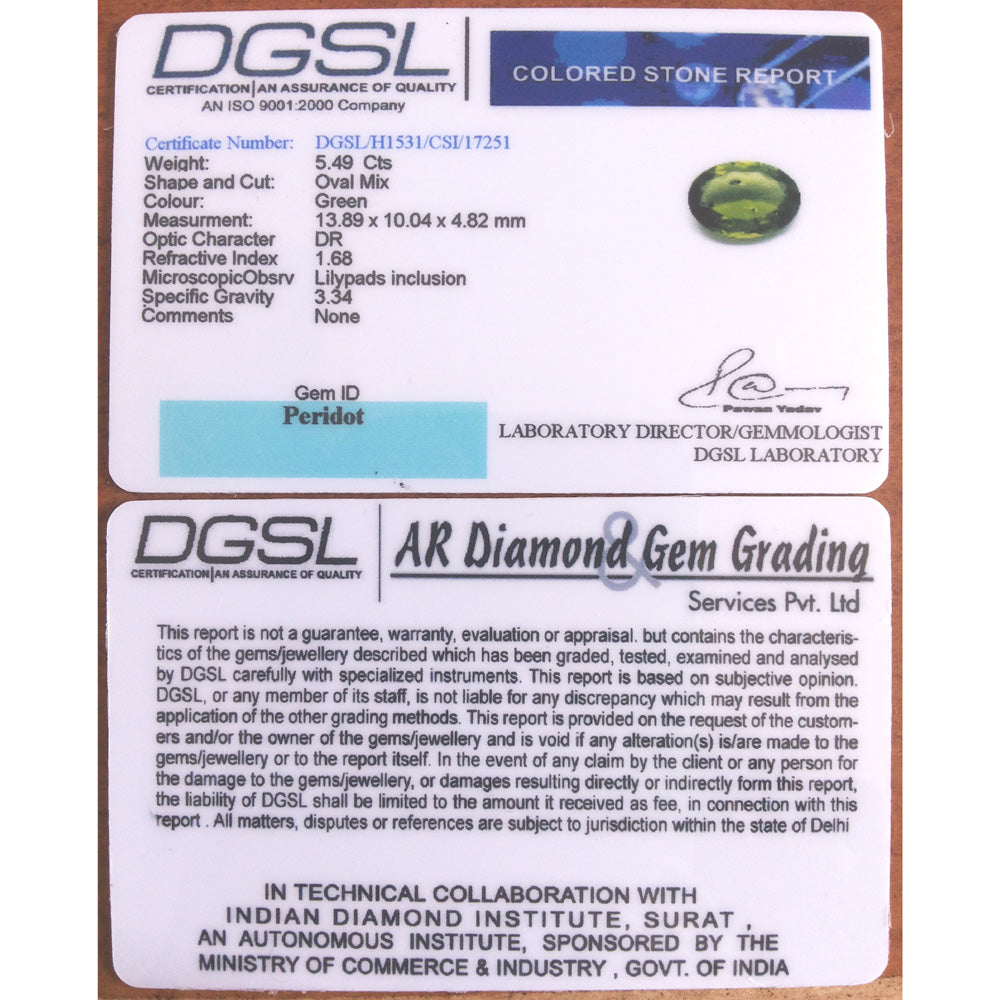 DGSL
CERTIFICATION|AN ASSURANCE OF QUALITY
AN ISO 9001:2000 Company
COLORED STONE REPORT
Certificate Number: DGSL/H1531/CSI/17251
Weight: 5.49 Cts
Shape and Cut: Oval Mix
Colour: Green
Measurment: 13.89 x 10.04 x 4.82 mm
Optic Character DR
Refractive Index 1.68
MicroscopicObsrv Lilypads inclusion
Specific Gravity 3.34
Comments None
Gem ID
Peridot
Pawan Yadav
LABORATORY DIRECTOR/GEMMOLOGIST
DGSL LABORATORY
DGSL
CERTIFICATION|AN ASSURANCE OF QUALITY
AR Diamond & Gem Grading
Services Pvt. Ltd
This report is not a guarantee, warranty, evaluation or appraisal. but contains the characteris-
tics of the gems/jewellery described which has been graded, tested, examined and analysed
by DGSL carefully with specialized instruments. This report is based on subjective opinion.
DGSL, or any member of its staff, is not liable for any discrepancy which may result from the
application of the other grading methods. This report is provided on the request of the custom-
ers and/or the owner of the gems/jewellery and is void if any alteration(s) is/are made to the
gems/jewellery or to the report itself. In the event of any claim by the client or any person for
the damage to the gems/jewellery, or damages resulting directly or indirectly form this report,
the liability of DGSL shall be limited to the amount it received as fee, in connection with this
report . All matters, disputes or references are subject to jurisdiction within the state of Delhi
IN TECHNICAL COLLABORATION WITH
INDIAN DIAMOND INSTITUTE, SURAT ,
AN AUTONOMOUS INSTITUTE, SPONSORED BY THE
MINISTRY OF COMMERCE & INDUSTRY , GOVT. OF INDIA